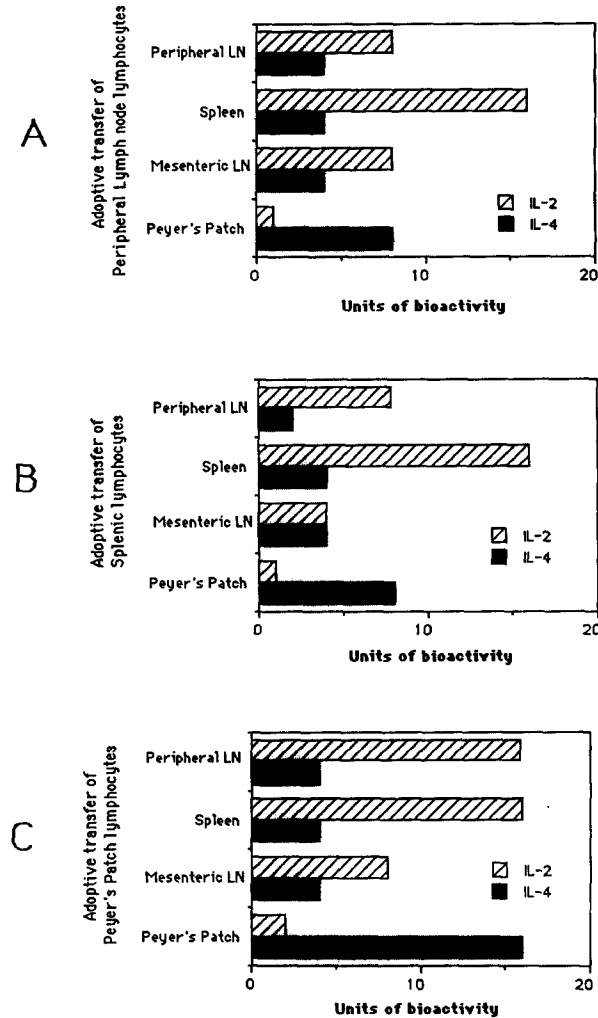 A
Adoptive transfer of
Peripheral Lymph node lymphocytes
Peripheral LN
Spleen
Mesenteric LN
Peyer's Patch
IL-2
IL-4
0 10 20
Units of bioactivity
B
Adoptive transfer of
Splenic lymphocytes
Peripheral LN
Spleen
Mesenteric LN
Peyer's Patch
IL-2
IL-4
0 10 20
Units of bioactivity
C
Adoptive transfer of
Peyer's Patch lymphocytes
Peripheral LN
Spleen
Mesenteric LN
Peyer's Patch
IL-2
IL-4
0 10 20
Units of bioactivity